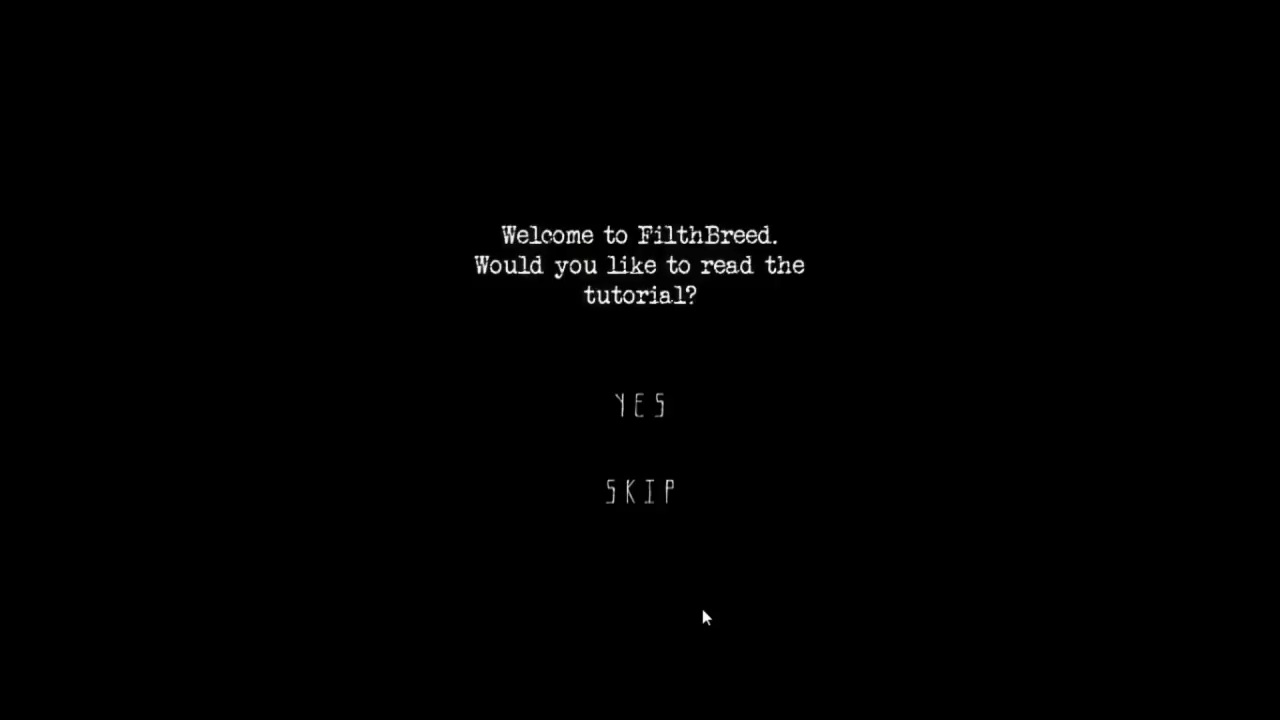 Welcome to FilthBreed.
Would you like to read the
tutorial?
YES
SKIP